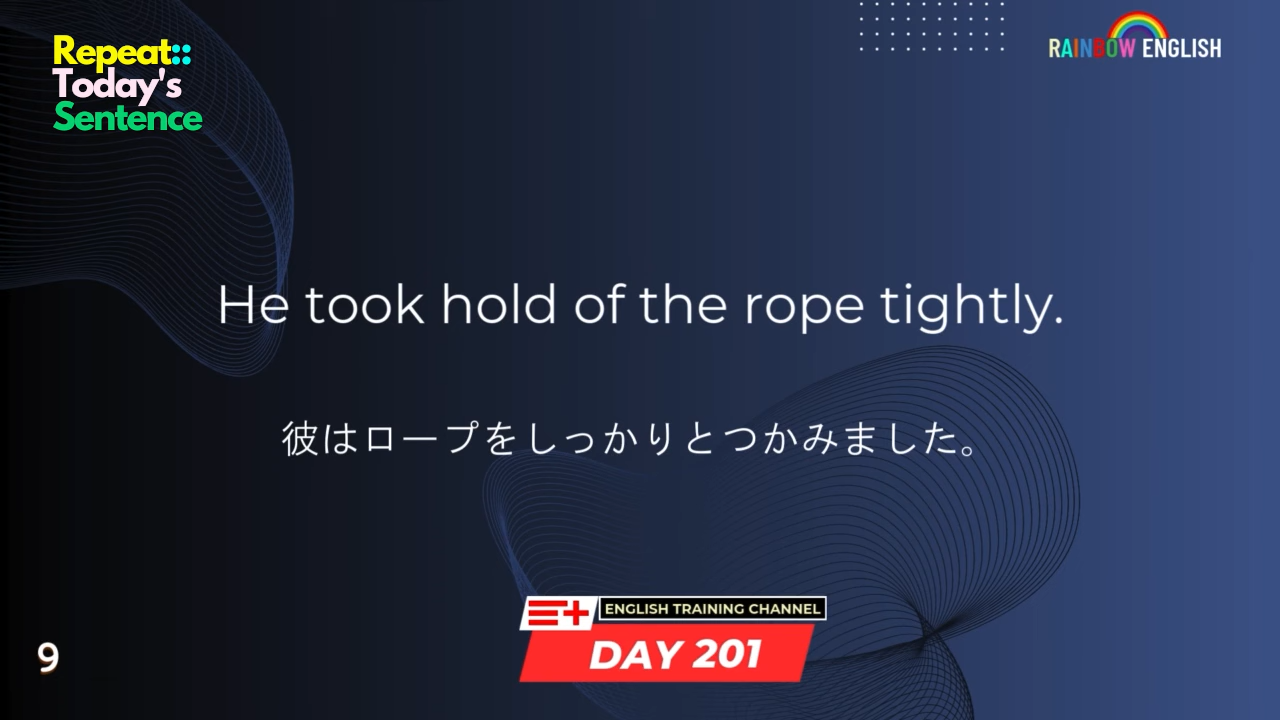 Repeat::
Today's
Sentence
RAINBOW ENGLISH
He took hold of the rope tightly.
彼はロープをしっかりとつかみました。
E+ ENGLISH TRAINING CHANNEL
DAY 201
9